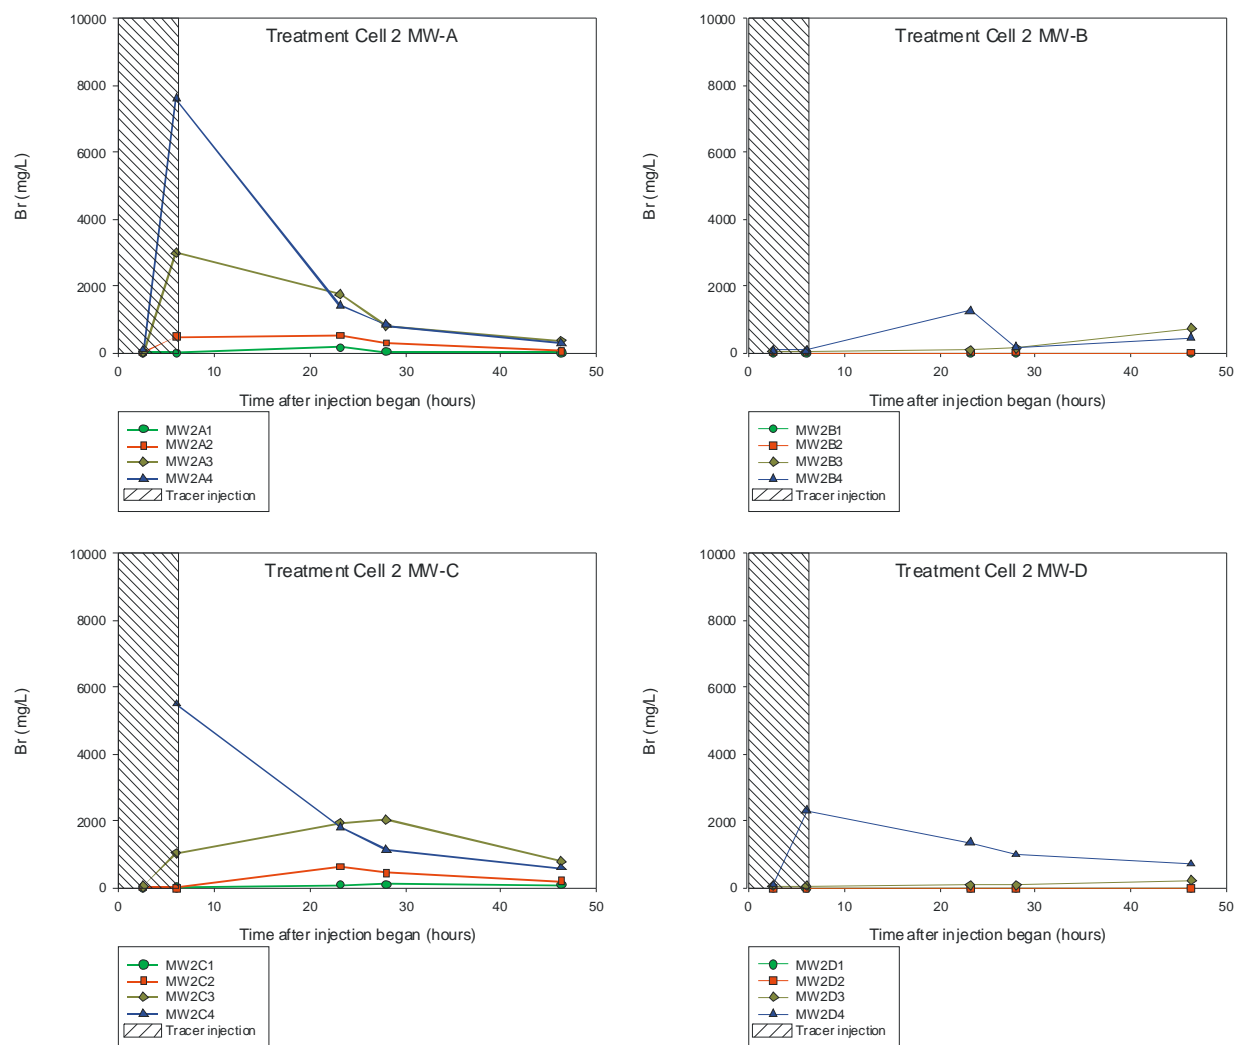 Treatment Cell 2 MW-A
10000
8000
6000
4000
2000
0
Br (mg/L)
0 10 20 30 40 50
Time after injection began (hours)
MW2A1
MW2A2
MW2A3
MW2A4
Tracer injection
Treatment Cell 2 MW-B
10000
8000
6000
4000
2000
0
Br (mg/L)
0 10 20 30 40 50
Time after injection began (hours)
MW2B1
MW2B2
MW2B3
MW2B4
Tracer injection
Treatment Cell 2 MW-C
10000
8000
6000
4000
2000
0
Br (mg/L)
0 10 20 30 40 50
Time after injection began (hours)
MW2C1
MW2C2
MW2C3
MW2C4
Tracer injection
Treatment Cell 2 MW-D
10000
8000
6000
4000
2000
0
Br (mg/L)
0 10 20 30 40 50
Time after injection began (hours)
MW2D1
MW2D2
MW2D3
MW2D4
Tracer injection